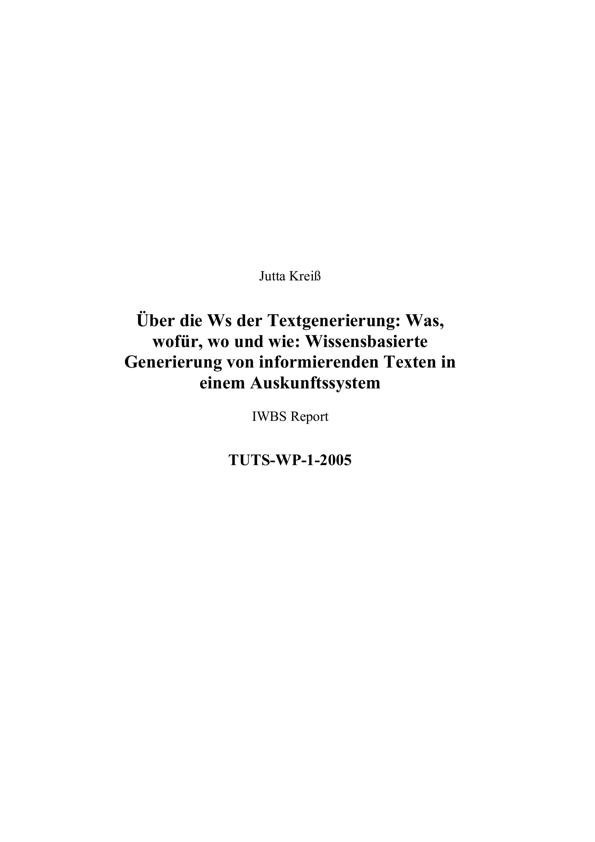 Jutta Kreiß
Über die Ws der Textgenerierung: Was,
wofür, wo und wie: Wissensbasierte
Generierung von informierenden Texten in
einem Auskunftssystem
IWBS Report
TUTS-WP-1-2005